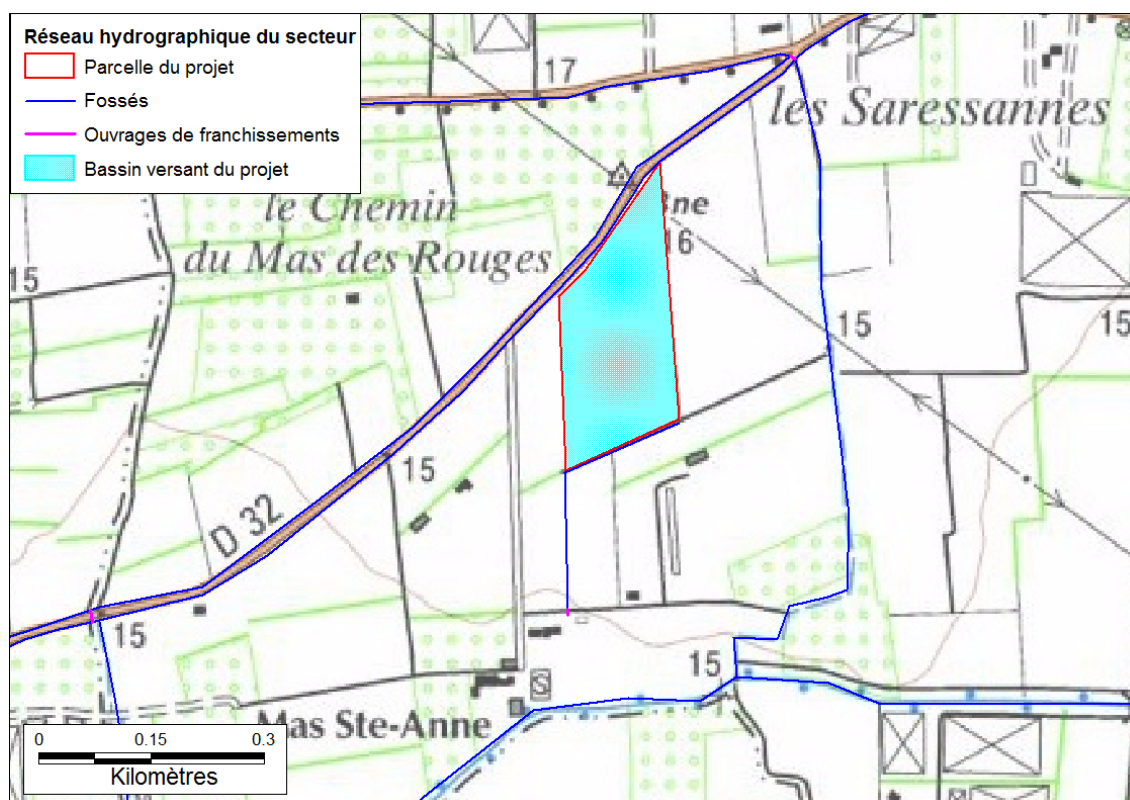 Réseau hydrographique du secteur
Parcelle du projet
Fossés
Ouvrages de franchissements
Bassin versant du projet
17
les Saressannes
le Chemin
du Mas des Rouges
ne
16
15
15
15
15
D 32
15
15
S
Mas Ste-Anne
0 0.15 0.3
Kilomètres